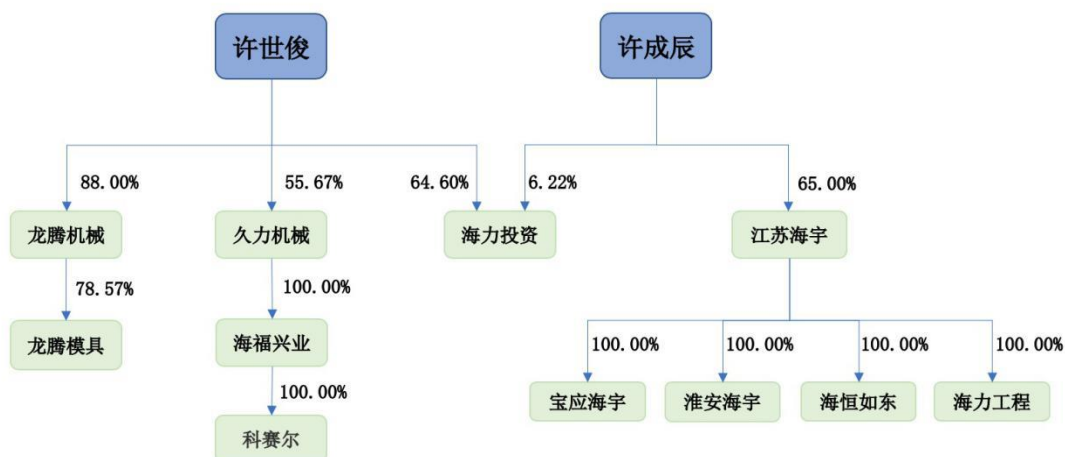 许世俊
许成辰
88.00%
55.67%
64.60%
6.22%
65.00%
龙腾机械
久力机械
海力投资
江苏海宇
78.57%
100.00%
龙腾模具
海福兴业
100.00%
100.00%
100.00%
100.00%
100.00%
宝应海宇
淮安海宇
海恒如东
海力工程
科赛尔